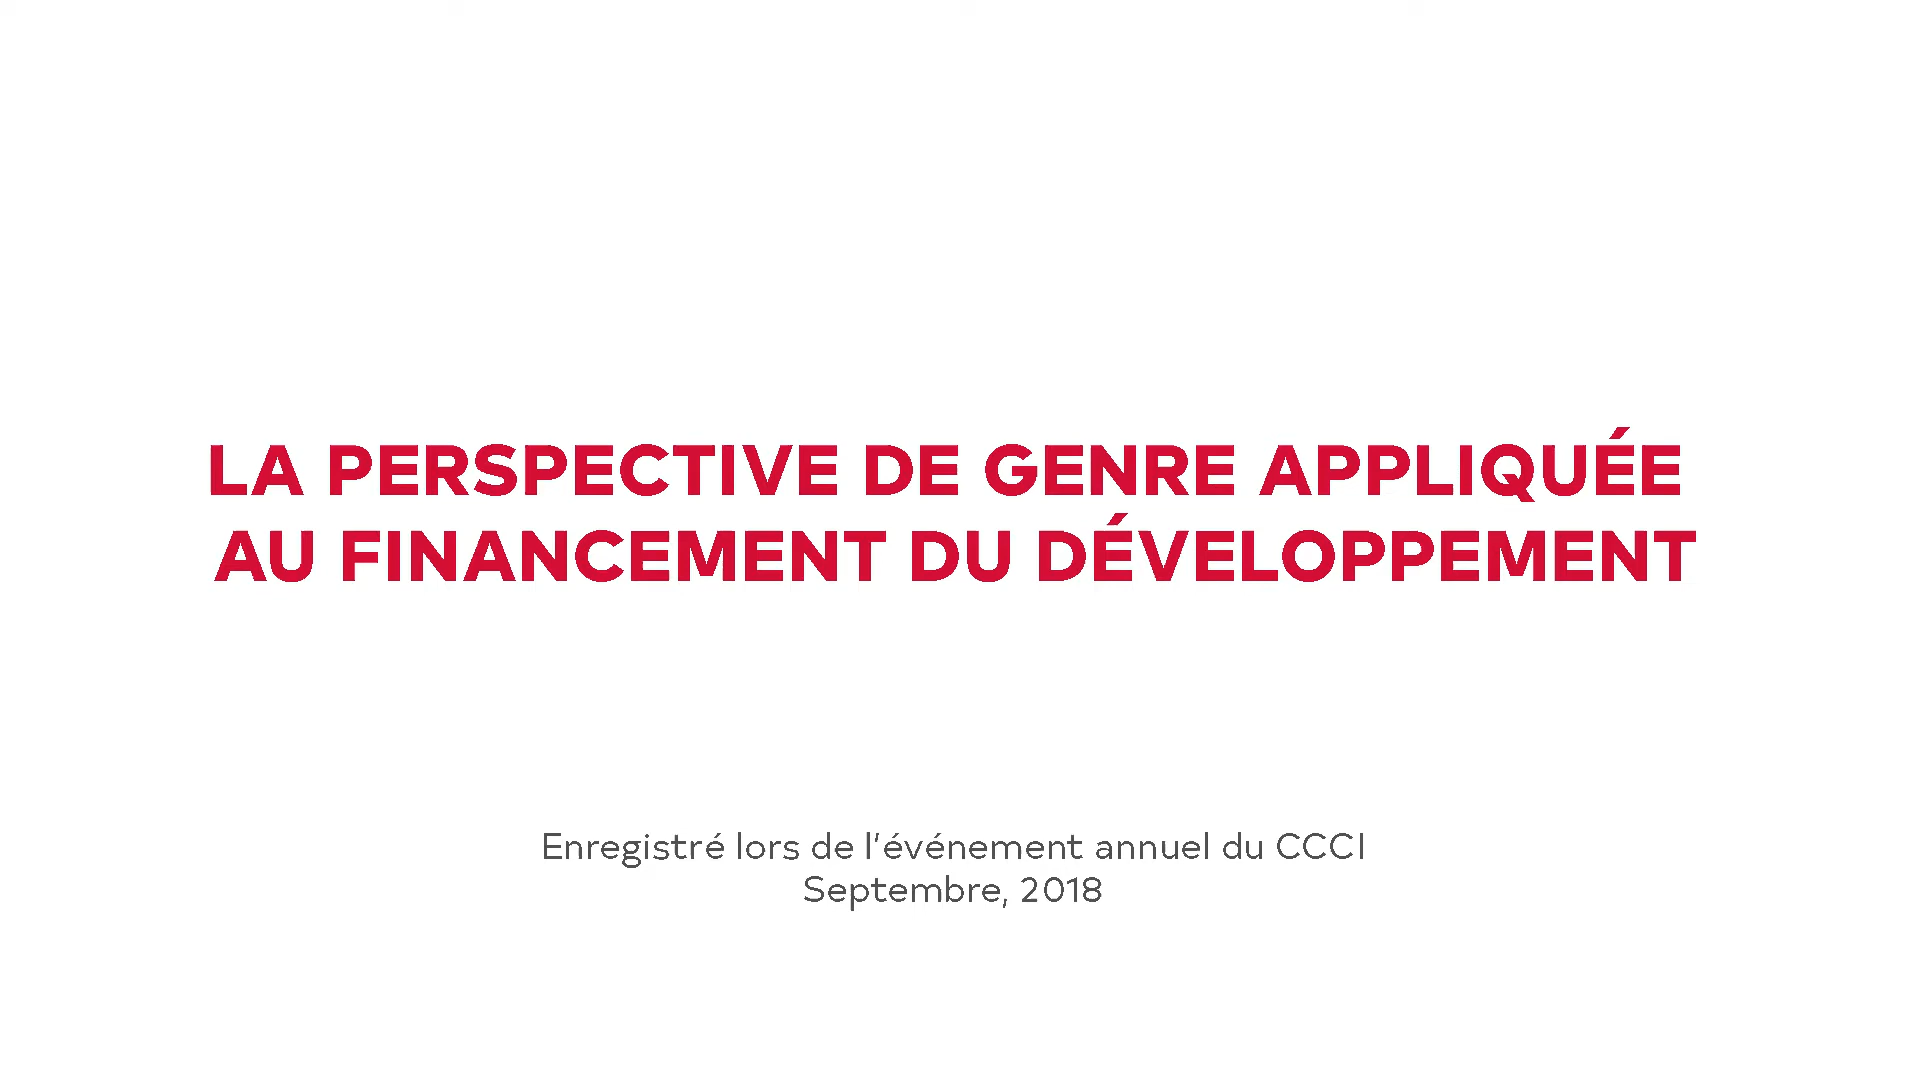 LA PERSPECTIVE DE GENRE APPLIQUÉE
AU FINANCEMENT DU DÉVELOPPEMENT
Enregistré lors de l'événement annuel du CCCI
Septembre, 2018